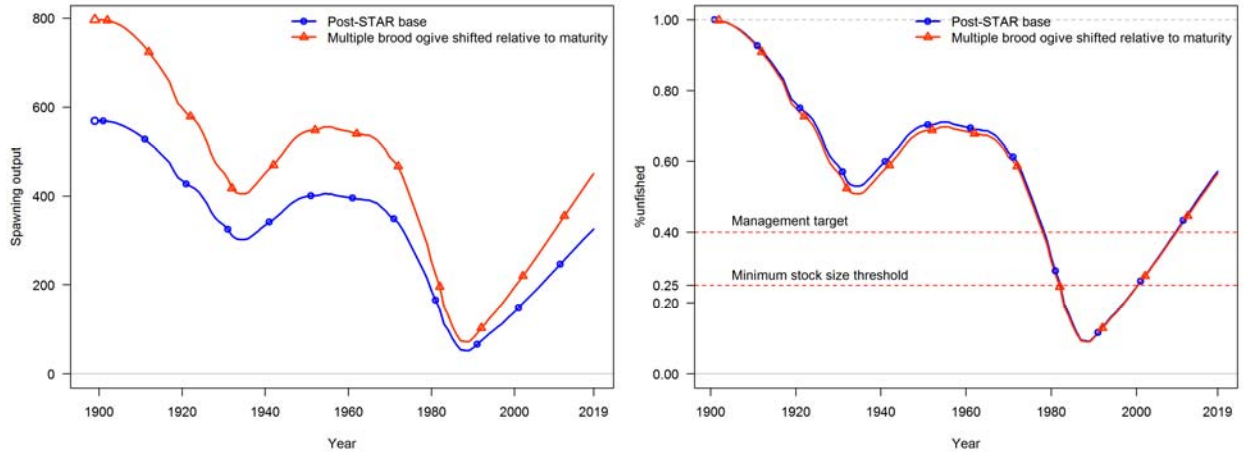 Post-STAR base
Multiple brood ogive shifted relative to maturity
Spawning output
800
600
400
200
0
1900
1920
1940
1960
1980
2000
2019
Year
Post-STAR base
Multiple brood ogive shifted relative to maturity
%unfished
1.00
0.80
0.60
0.40
0.25
0.20
0.00
Management target
Minimum stock size threshold
1900
1920
1940
1960
1980
2000
2019
Year